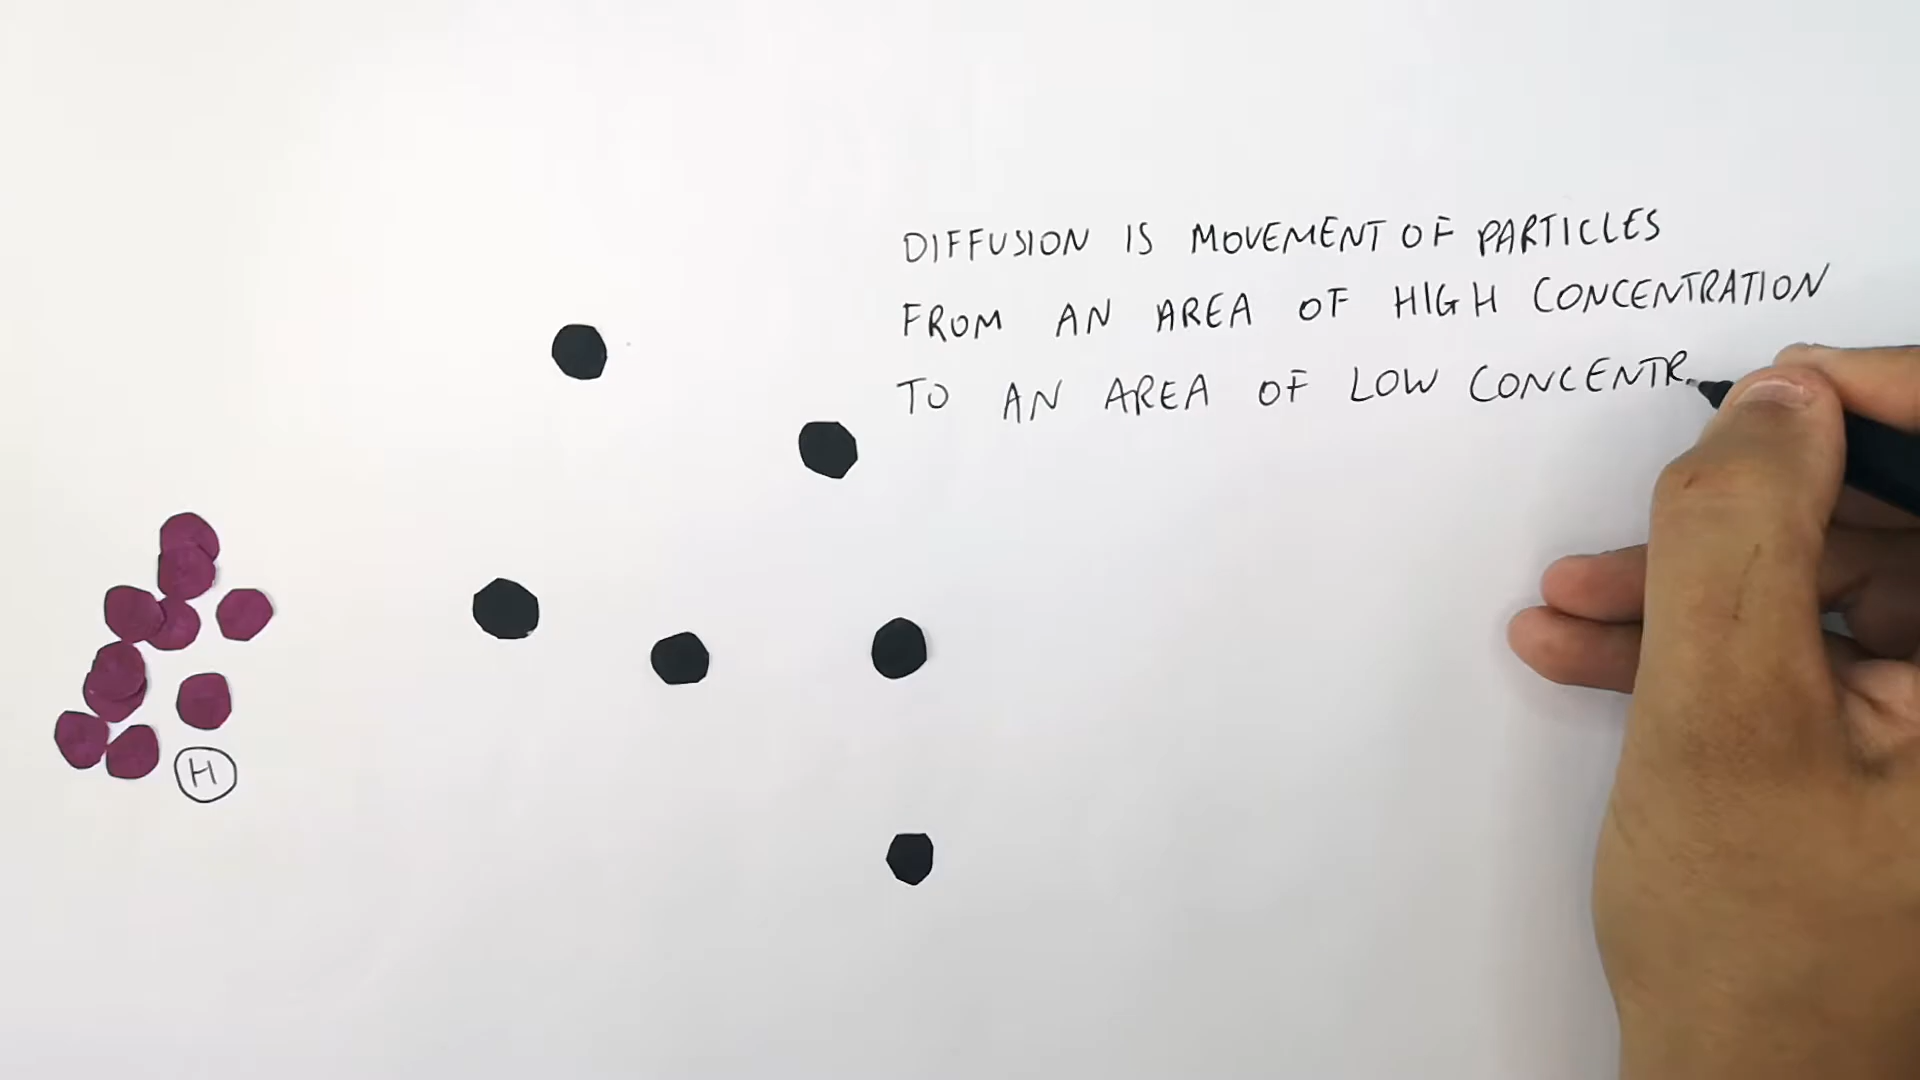 DIFFUSION IS MOVEMENT OF PARTICLES
FROM AN AREA OF HIGH CONCENTRATION
TO AN AREA OF LOW CONCENTR
H